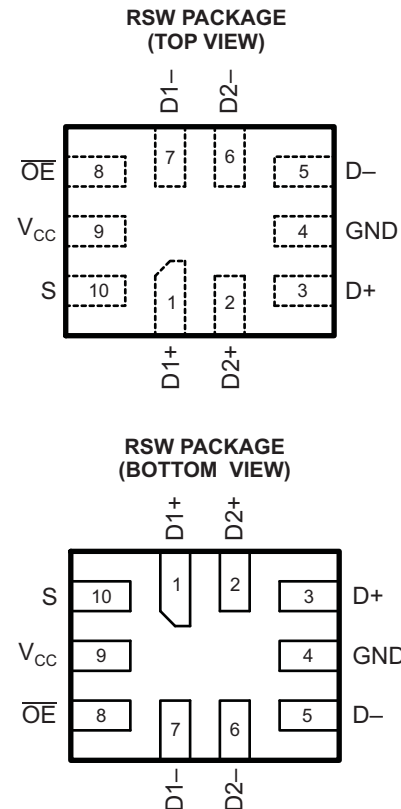 RSW PACKAGE
(TOP VIEW)
D1– D2–
7 6
OE 8 5 D–
VCC 9 4 GND
S 10 3 D+
1 2
D1+ D2+
RSW PACKAGE
(BOTTOM VIEW)
D1+ D2+
1 2
S 10 3 D+
VCC 9 4 GND
OE 8 5 D–
7 6
D1– D2–